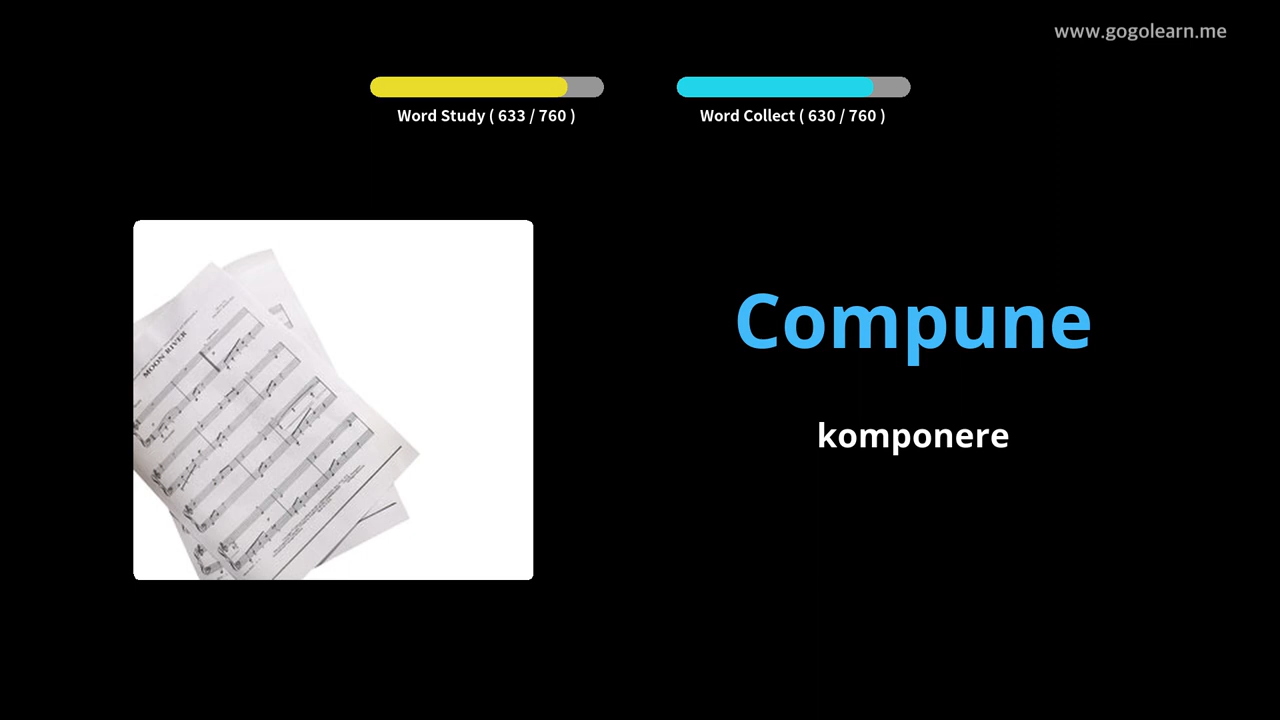 www.gogolearn.me
Word Study ( 633 / 760 )
Word Collect ( 630 / 760 )
MOON RIVER
Compune
komponere